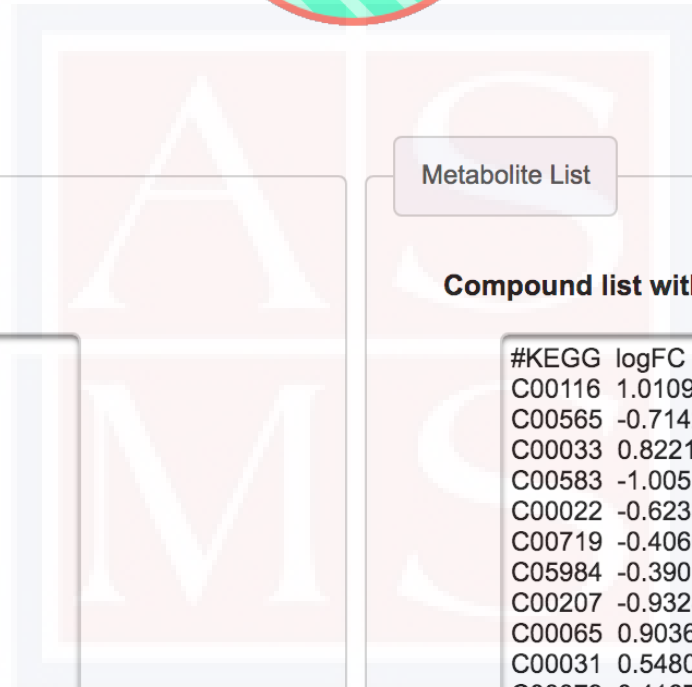 A S
M S
Metabolite List
Compound list with
#KEGG logFC
C00116 1.0109
C00565 -0.714
C00033 0.8221
C00583 -1.005
C00022 -0.623
C00719 -0.406
C05984 -0.390
C00207 -0.932
C00065 0.9036
C00031 0.5480